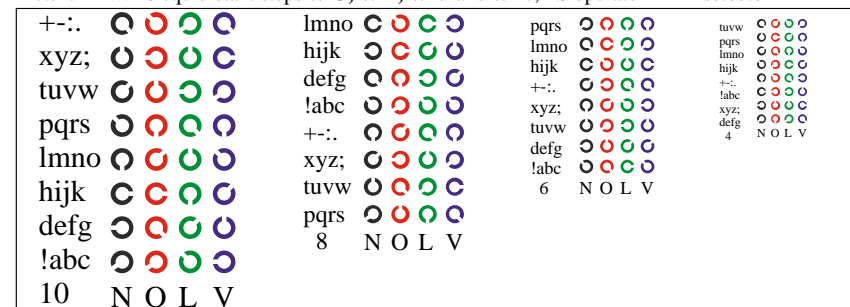 +-:.
xyz;
tuvw
pqrs
lmno
hijk
defg
!abc
10 N O L V
lmno
hijk
defg
!abc
+-:.
xyz;
tuvw
pqrs
8 N O L V
pqrs
lmno
hijk
+-:.
xyz;
tuvw
defg
!abc
6 N O L V
tuvw
pqrs
lmno
hijk
+-:.
!abc
xyz;
defg
4 N O L V